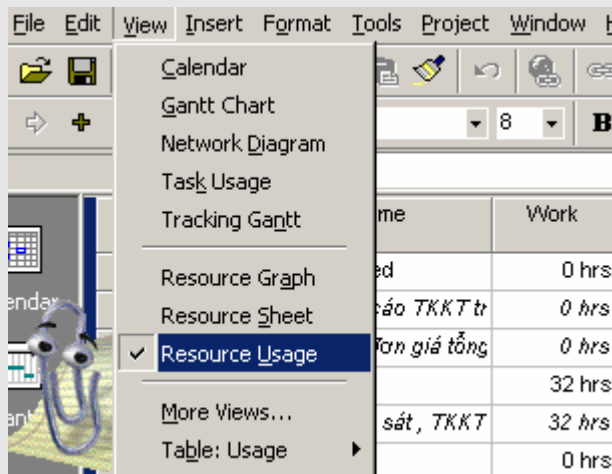 File Edit View Insert Format Tools Project Window
8 B
Calendar
Gantt Chart
Network Diagram
Task Usage
Tracking Gantt
Resource Graph
Resource Sheet
Resource Usage
More Views...
Table: Usage
me Work
ed 0 hrs
cáo TKKT tr 0 hrs
đơn giá tổng 0 hrs
32 hrs
sát , TKKT 32 hrs
0 hrs
endar
ant